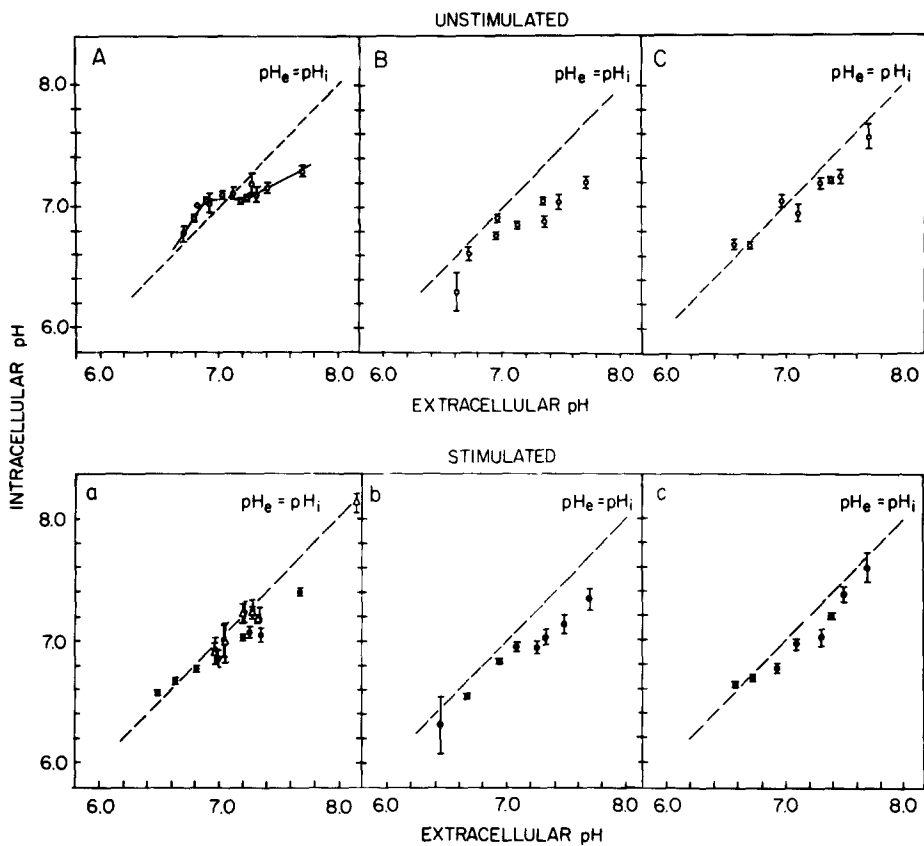 UNSTIMULATED
A
pHe = pHi
B
pHe = pHi
C
pHe = pHi
8.0
7.0
6.0
6.0 7.0 8.0
6.0 7.0 8.0
6.0 7.0 8.0
EXTRACELLULAR pH
INTRACELLULAR pH
STIMULATED
a
pHe = pHi
b
pHe = pHi
c
pHe = pHi
8.0
7.0
6.0
6.0 7.0 8.0
6.0 7.0 8.0
6.0 7.0 8.0
EXTRACELLULAR pH